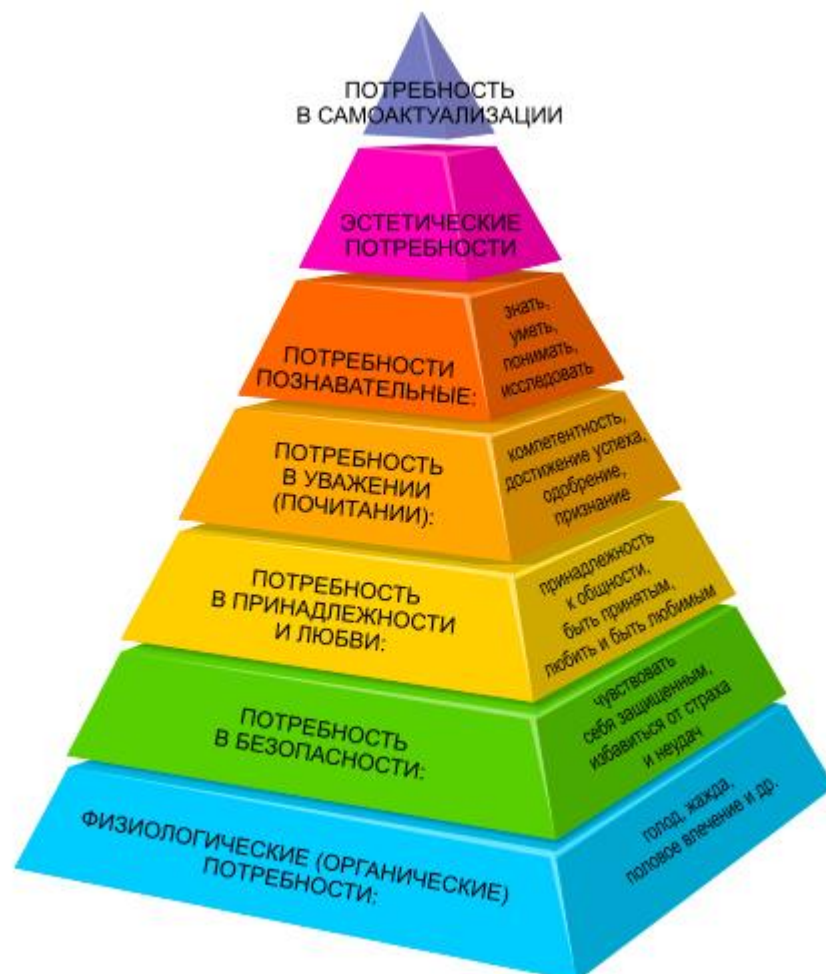 ПОТРЕБНОСТЬ
В САМОАКТУАЛИЗАЦИИ
ЭСТЕТИЧЕСКИЕ
ПОТРЕБНОСТИ
ПОТРЕБНОСТИ
ПОЗНАВАТЕЛЬНЫЕ:
знать,
уметь,
понимать,
исследовать
ПОТРЕБНОСТЬ
В УВАЖЕНИИ
(ПОЧИТАНИИ):
компетентность,
достижение успеха,
одобрение,
признание
ПОТРЕБНОСТЬ
В ПРИНАДЛЕЖНОСТИ
И ЛЮБВИ:
принадлежность
к общности,
быть принятым,
любить и быть любимым
ПОТРЕБНОСТЬ
В БЕЗОПАСНОСТИ:
чувствовать
себя защищенным,
избавиться от страха
и неудач
ФИЗИОЛОГИЧЕСКИЕ (ОРГАНИЧЕСКИЕ)
ПОТРЕБНОСТИ:
голод, жажда,
половое влечение и др.